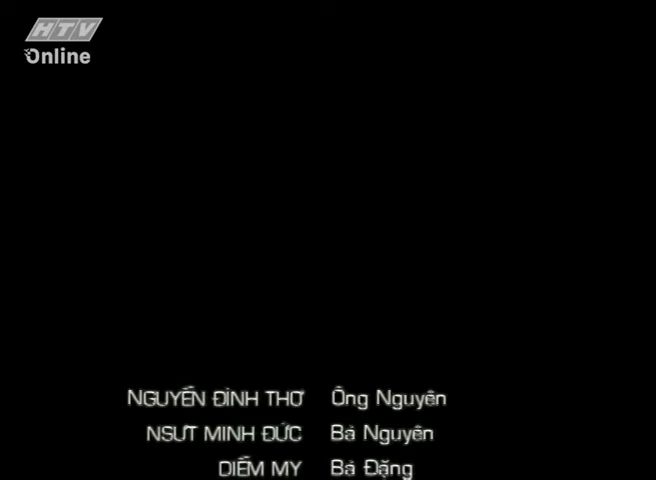 HTV
Online
NGUYỄN ĐÌNH THƠ Ông Nguyên
NSƯT MINH ĐỨC Bà Nguyên
DIỄM MY Bà Đặng